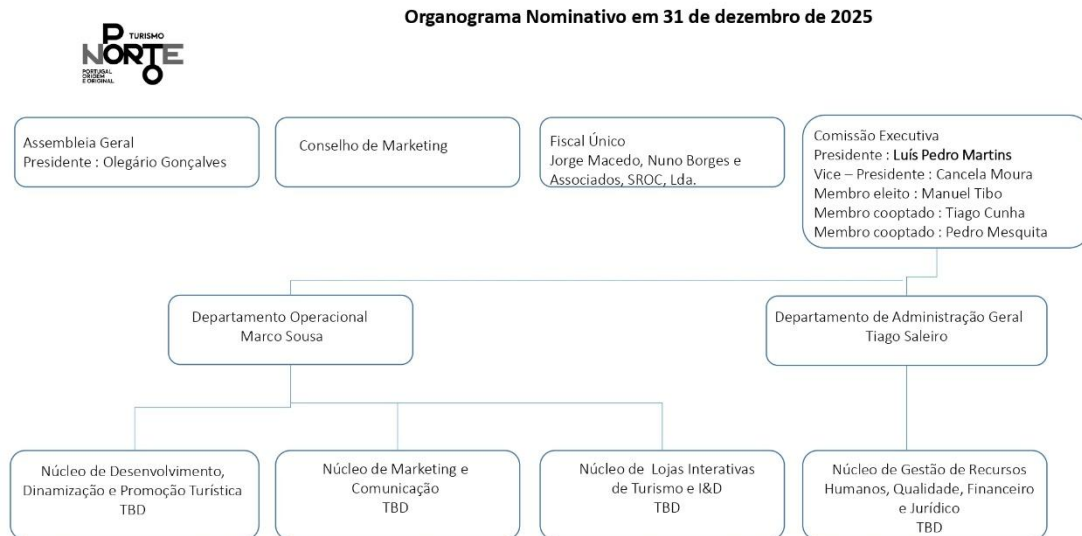 Organograma Nominativo em 31 de dezembro de 2025
TURISMO
PORTO
NORTE
PORTUGAL
ORIGEM
E ORIGINAL
Assembleia Geral
Presidente : Olegário Gonçalves
Conselho de Marketing
Fiscal Único
Jorge Macedo, Nuno Borges e
Associados, SROC, Lda.
Comissão Executiva
Presidente : Luís Pedro Martins
Vice – Presidente : Cancela Moura
Membro eleito : Manuel Tibo
Membro cooptado : Tiago Cunha
Membro cooptado : Pedro Mesquita
Departamento Operacional
Marco Sousa
Departamento de Administração Geral
Tiago Saleiro
Núcleo de Desenvolvimento,
Dinamização e Promoção Turística
TBD
Núcleo de Marketing e
Comunicação
TBD
Núcleo de Lojas Interativas
de Turismo e I&D
TBD
Núcleo de Gestão de Recursos
Humanos, Qualidade, Financeiro
e Jurídico
TBD